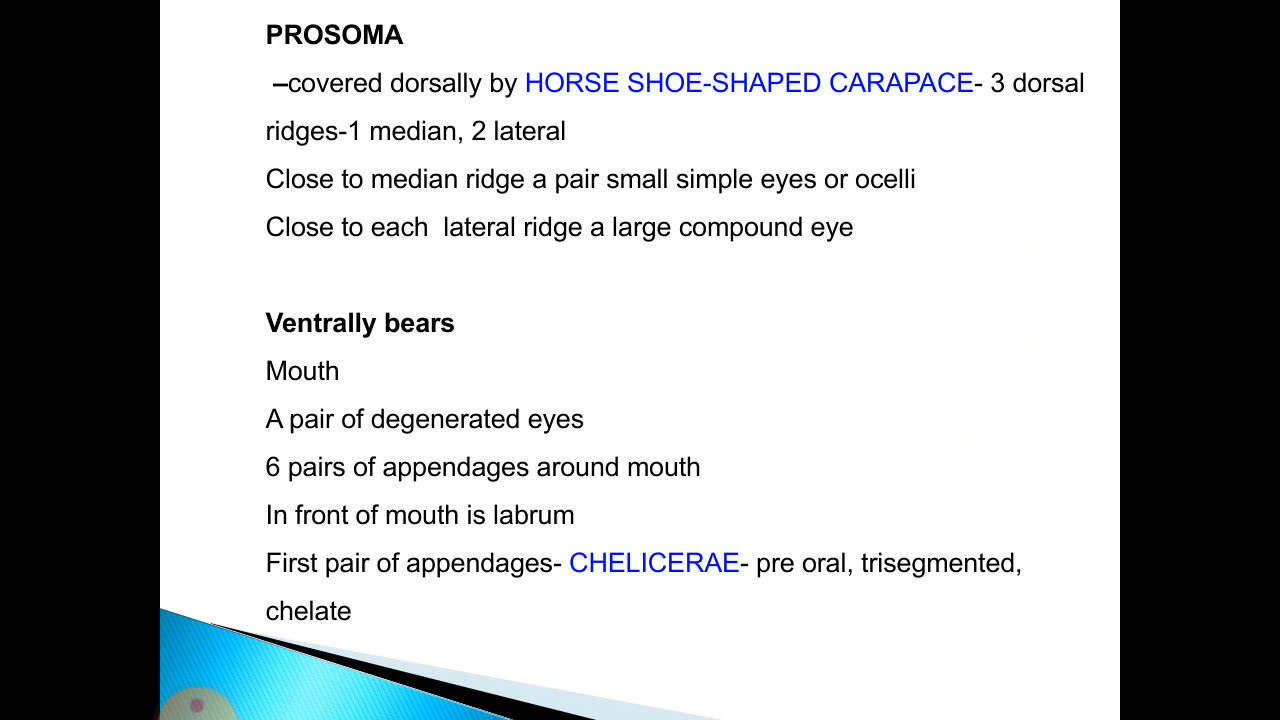 PROSOMA
–covered dorsally by HORSE SHOE-SHAPED CARAPACE- 3 dorsal
ridges-1 median, 2 lateral
Close to median ridge a pair small simple eyes or ocelli
Close to each  lateral ridge a large compound eye
Ventrally bears
Mouth
A pair of degenerated eyes
6 pairs of appendages around mouth
In front of mouth is labrum
First pair of appendages- CHELICERAE- pre oral, trisegmented,
chelate